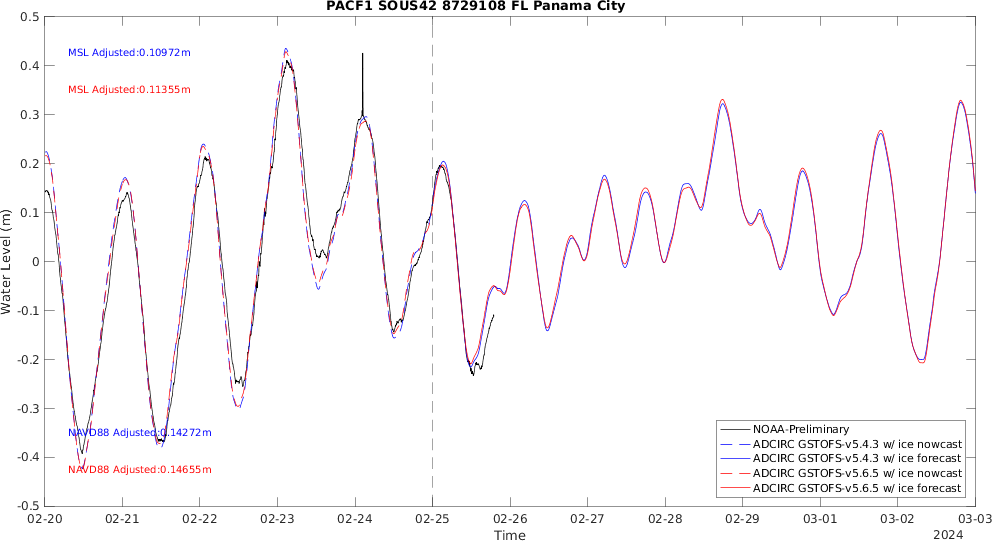 PACF1 SOUS42 8729108 FL Panama City
0.5
0.4
0.3
0.2
0.1
0
-0.1
-0.2
-0.3
-0.4
-0.5
Water Level (m)
MSL Adjusted:0.10972m
MSL Adjusted:0.11355m
NAVD88 Adjusted:0.14272m
NAVD88 Adjusted:0.14655m
NOAA-Preliminary
ADCIRC GSTOFS-v5.4.3 w/ ice nowcast
ADCIRC GSTOFS-v5.4.3 w/ ice forecast
ADCIRC GSTOFS-v5.6.5 w/ ice nowcast
ADCIRC GSTOFS-v5.6.5 w/ ice forecast
02-20 02-21 02-22 02-23 02-24 02-25 02-26 02-27 02-28 02-29 03-01 03-02 03-03
Time
2024